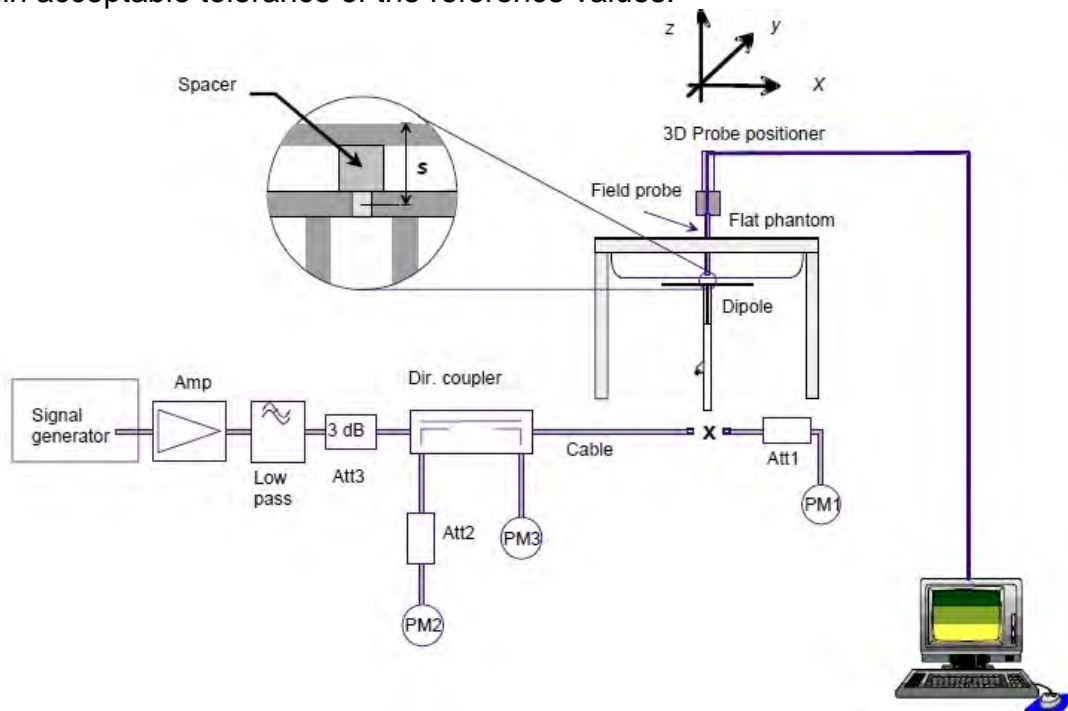 in acceptable tolerance of the reference values.
z
y
X
Spacer
s
3D Probe positioner
Field probe
Flat phantom
Dipole
Dir. coupler
Amp
Signal
generator
3 dB
Low
pass
Att3
Cable
x
Att1
PM1
Att2
PM3
PM2